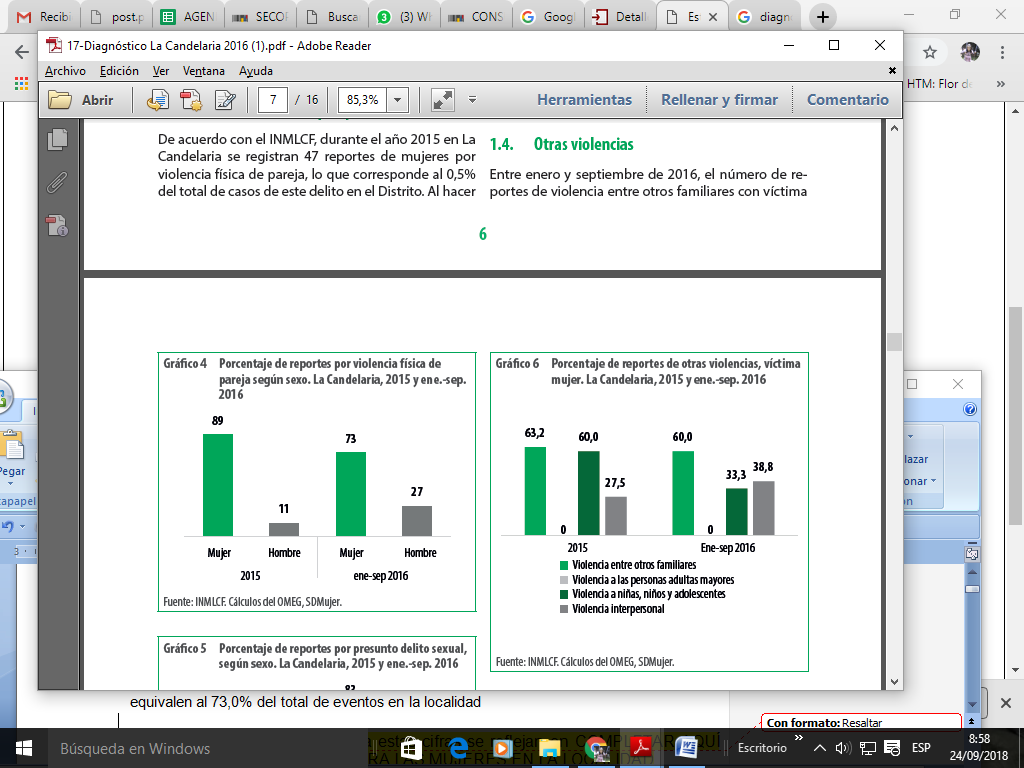 Recibi
post.p
AGEN
SECOP
Busca
(3) Wh
CONS
Googl
Detall
Es
diagn
17-Diagnóstico La Candelaria 2016 (1).pdf - Adobe Reader
HTM: Flor de
»
Archivo Edición Ver Ventana Ayuda
Abrir
7 / 16
85,3%
Herramientas
Rellenar y firmar
Comentario
De acuerdo con el INMLCF, durante el año 2015 en La
Candelaria se registran 47 reportes de mujeres por
violencia física de pareja, lo que corresponde al 0,5%
del total de casos de este delito en el Distrito. Al hacer
1.4. Otras violencias
Entre enero y septiembre de 2016, el número de re-
portes de violencia entre otros familiares con víctima
6
Gráfico 4 Porcentaje de reportes por violencia física de
pareja según sexo. La Candelaria, 2015 y ene.-sep.
2016
89
11
73
27
Mujer Hombre Mujer Hombre
2015 ene-sep 2016
Fuente: INMLCF. Cálculos del OMEG, SDMujer.
Gráfico 5 Porcentaje de reportes por presunto delito sexual,
según sexo. La Candelaria, 2015 y ene.-sep. 2016
83
Gráfico 6 Porcentaje de reportes de otras violencias, víctima
mujer. La Candelaria, 2015 y ene.-sep. 2016
63,2
0
60,0
27,5
60,0
0
33,3
38,8
2015 Ene-sep 2016
Violencia entre otros familiares
Violencia a las personas adultas mayores
Violencia a niñas, niños y adolescentes
Violencia interpersonal
Fuente: INMLCF. Cálculos del OMEG, SDMujer.
Pegar
tapapel
lazar
onar
ón
3
equivalen al 73,0% del total de eventos en la localidad
Con formato: Resaltar
Búsqueda en Windows
Escritorio
»
ESP
8:58
24/09/2018